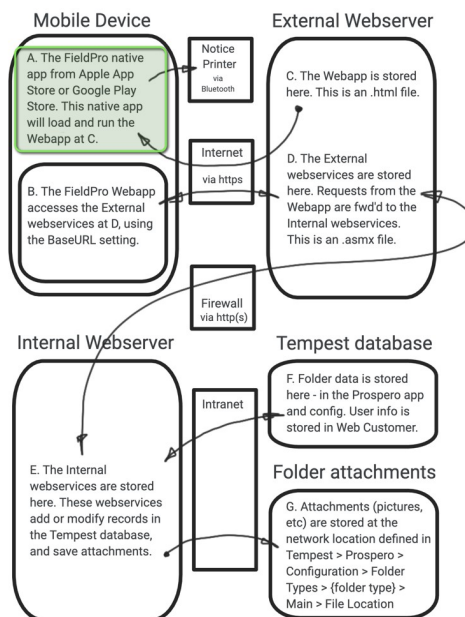 Mobile Device
A. The FieldPro native
app from Apple App
Store or Google Play
Store. This native app
will load and run the
Webapp at C.
B. The FieldPro Webapp
accesses the External
webservices at D, using
the BaseURL setting.
Notice
Printer
via
Bluetooth
Internet
via https
Firewall
via http(s)
External Webserver
C. The Webapp is stored
here. This is an .html file.
D. The External
webservices are stored
here. Requests from the
Webapp are fwd'd to the
Internal webservices.
This is an .asmx file.
Internal Webserver
E. The Internal
webservices are stored
here. These webservices
add or modify records in
the Tempest database,
and save attachments.
Intranet
Tempest database
F. Folder data is stored
here - in the Prospero app
and config. User info is
stored in Web Customer.
Folder attachments
G. Attachments (pictures,
etc) are stored at the
network location defined in
Tempest > Prospero >
Configuration > Folder
Types > {folder type} >
Main > File Location